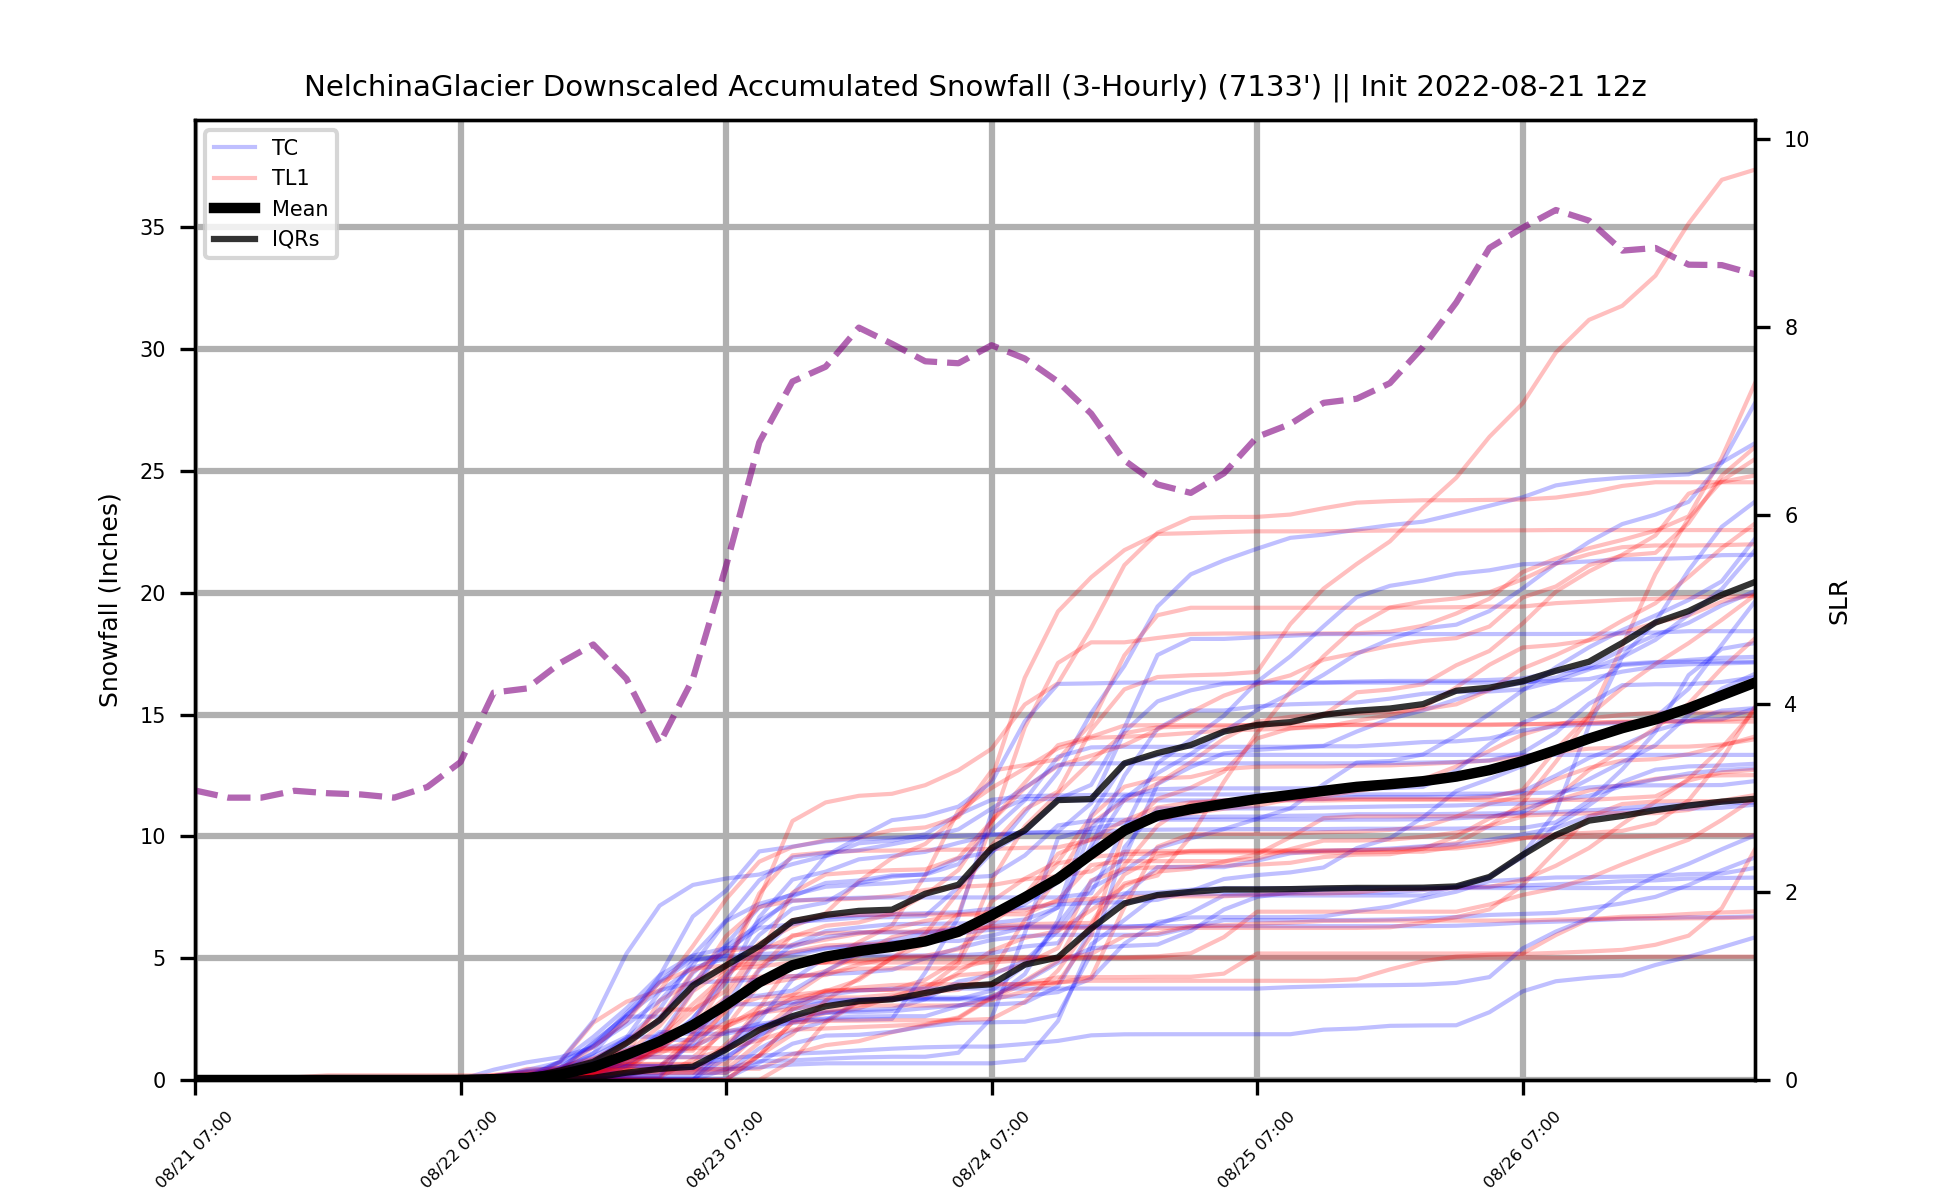 NelchinaGlacier Downscaled Accumulated Snowfall (3-Hourly) (7133') || Init 2022-08-21 12z
TC
TL1
Mean
IQRs
Snowfall (Inches)
35
30
25
20
15
10
5
0
10
8
6
4
2
0
SLR
08/21 07:00
08/22 07:00
08/23 07:00
08/24 07:00
08/25 07:00
08/26 07:00